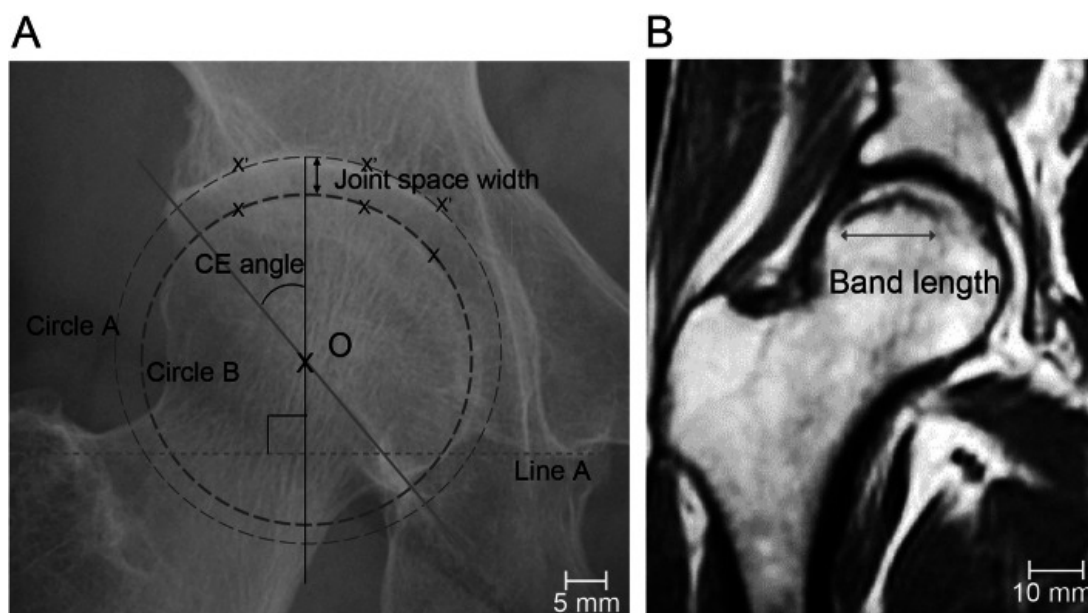 A
B
X'
X'
Joint space width
X'
X
X
CE angle
X
Circle A
Circle B
X
O
Line A
5 mm
Band length
10 mm